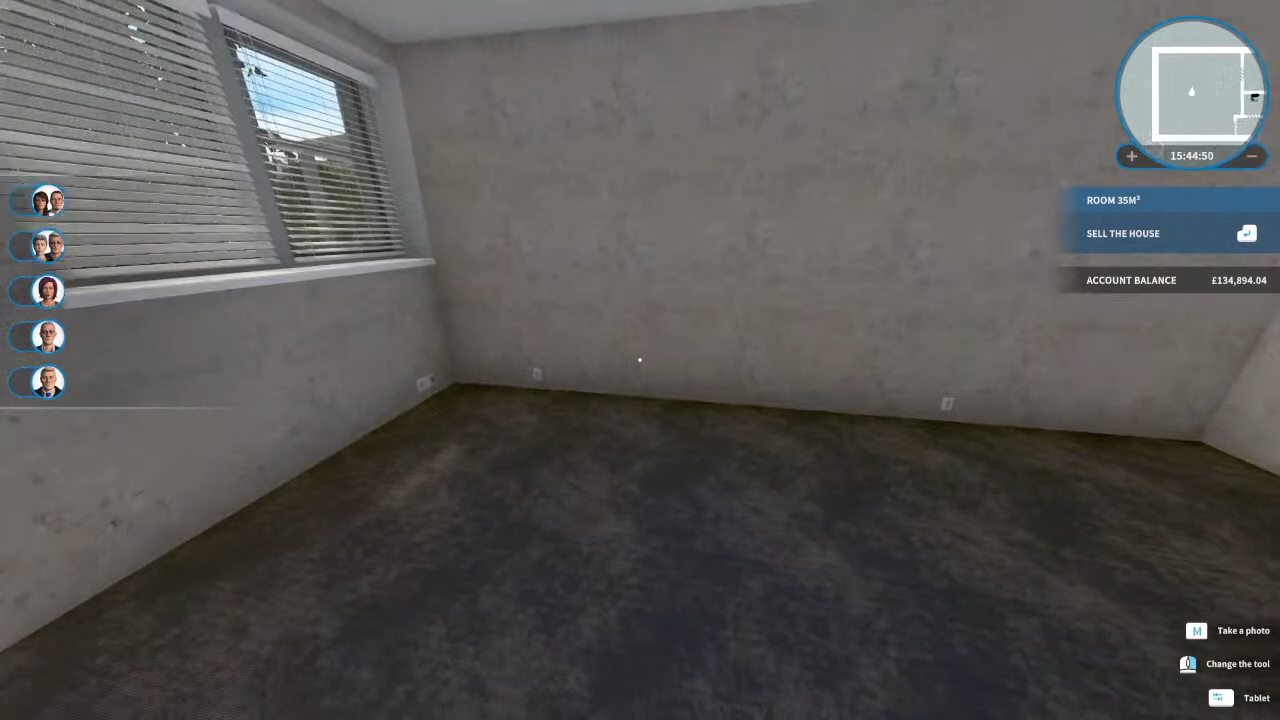 15:44:50
ROOM 35M²
SELL THE HOUSE
ACCOUNT BALANCE £134,894.04
M Take a photo
Change the tool
Tablet